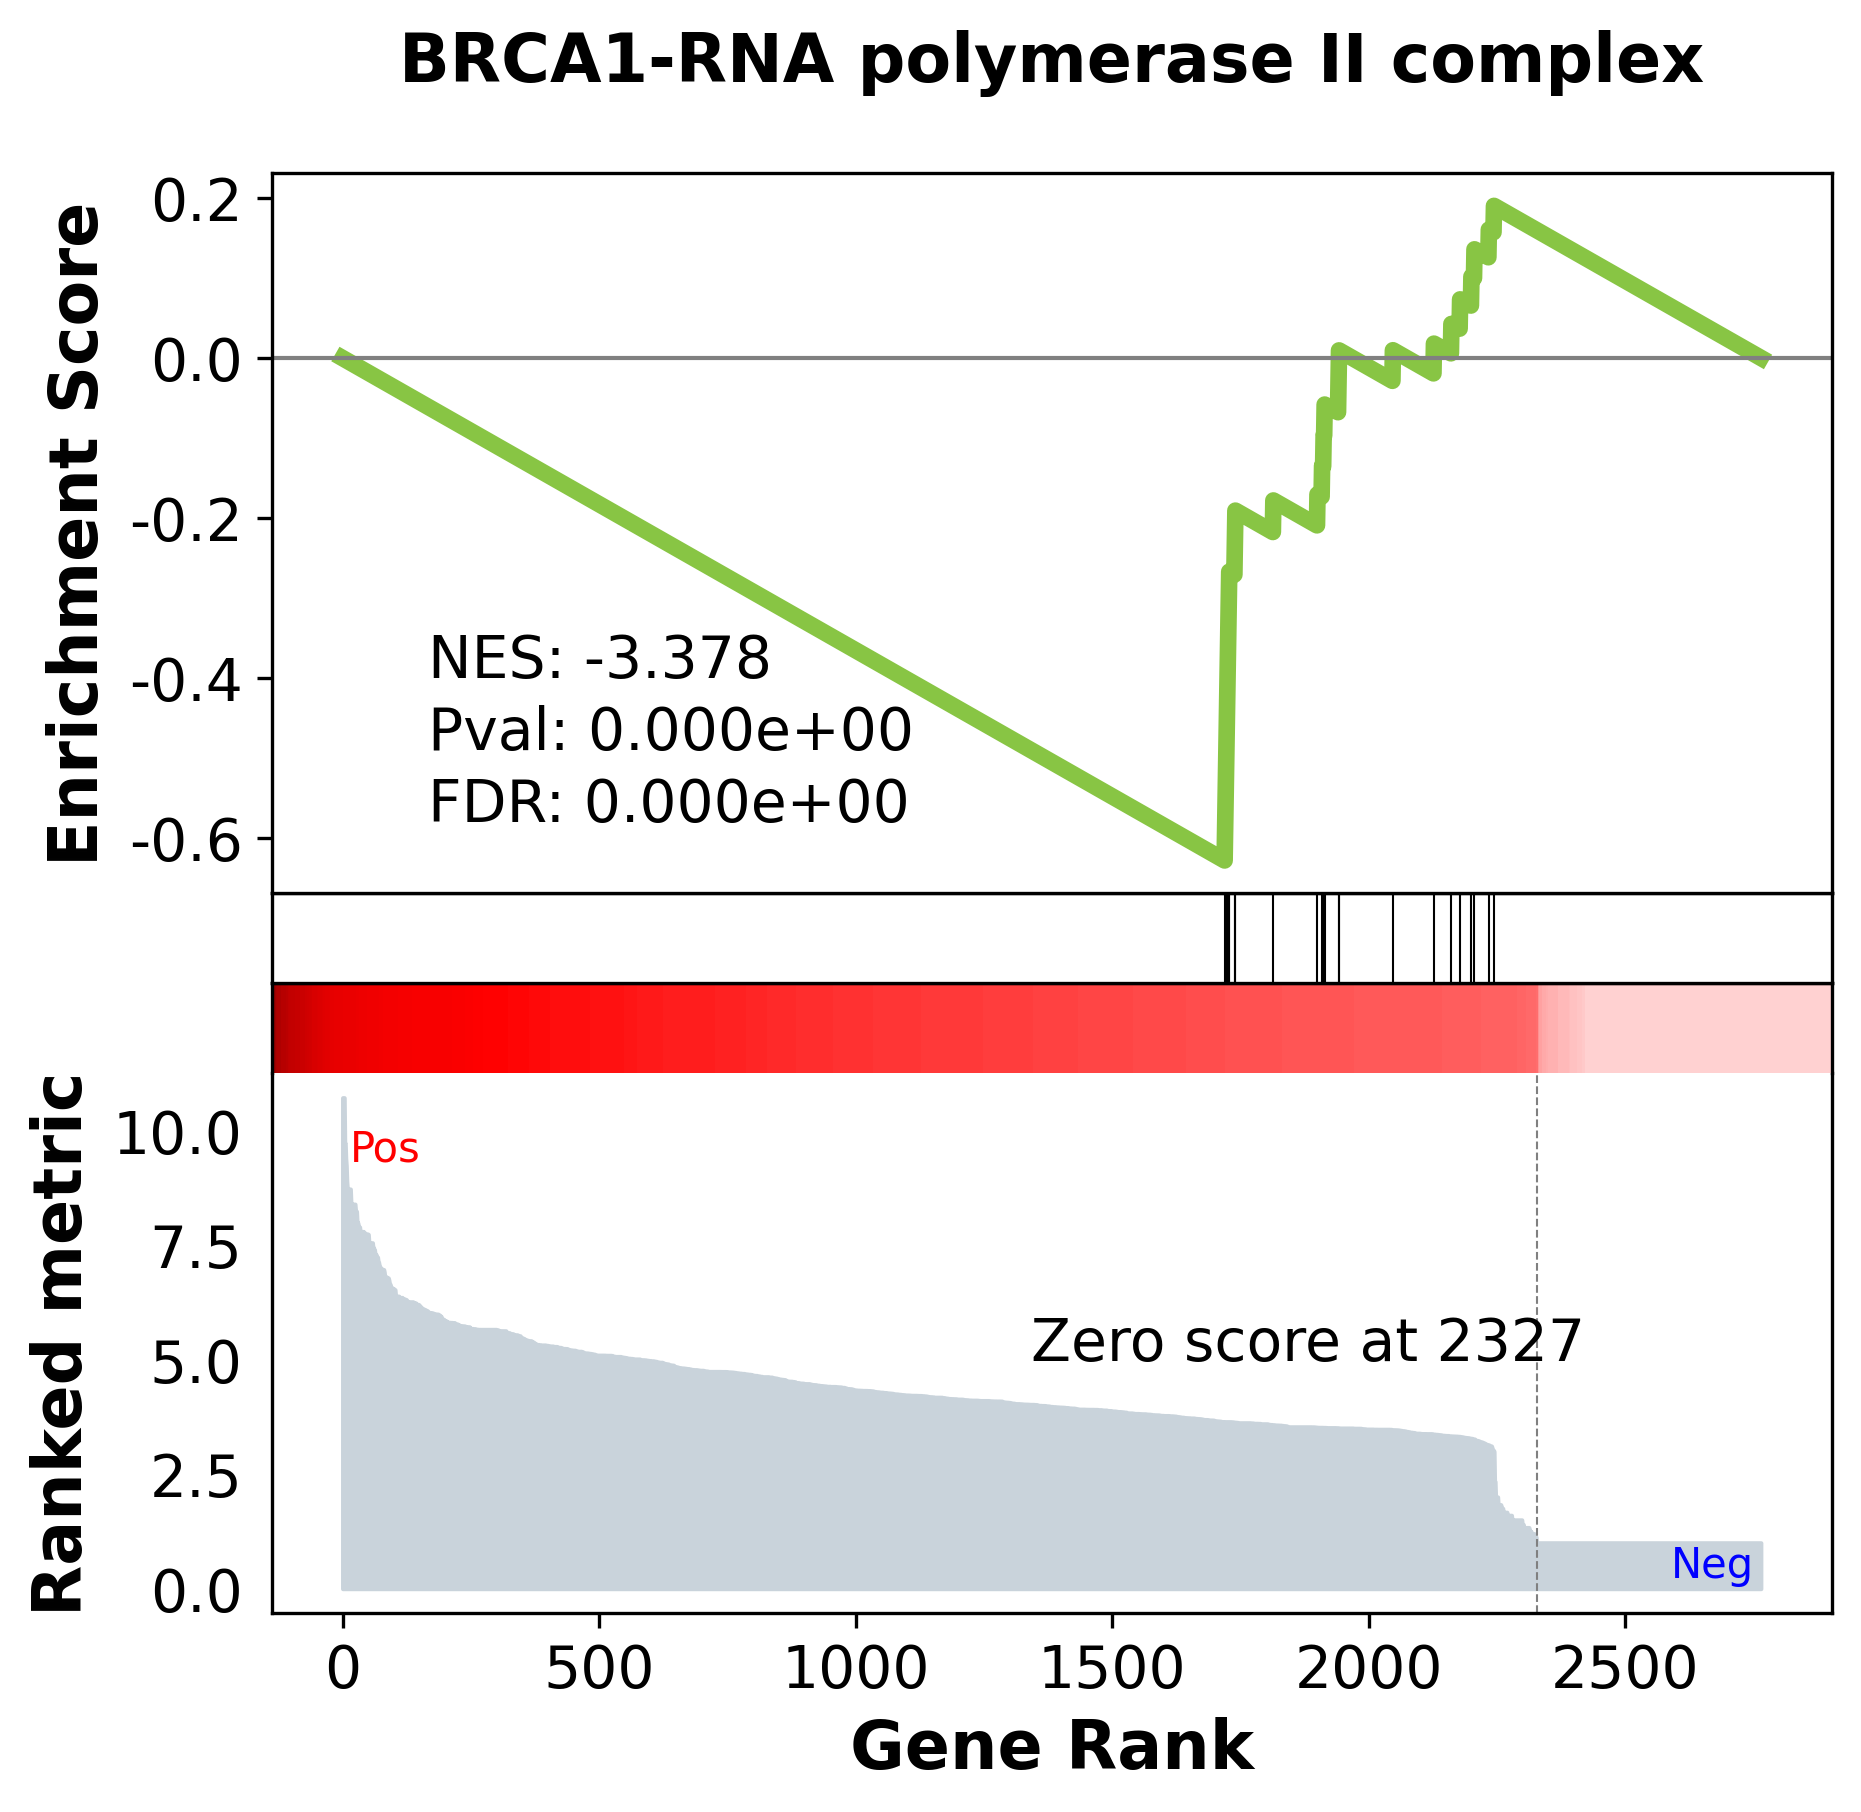 BRCA1-RNA polymerase II complex
Enrichment Score
0.2
0.0
-0.2
-0.4
-0.6
NES: -3.378
Pval: 0.000e+00
FDR: 0.000e+00
Ranked metric
10.0
7.5
5.0
2.5
0.0
Pos
Zero score at 2327
Neg
0 500 1000 1500 2000 2500
Gene Rank